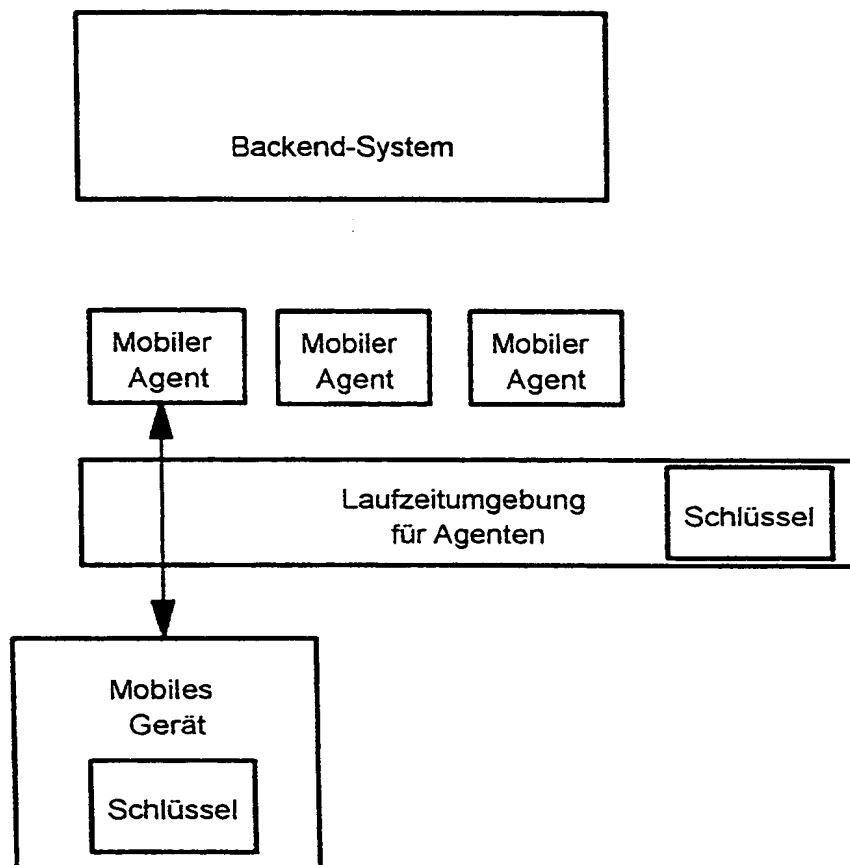 Backend-System
Mobiler
Agent
Mobiler
Agent
Mobiler
Agent
Laufzeitumgebung
für Agenten
Schlüssel
Mobiles
Gerät
Schlüssel